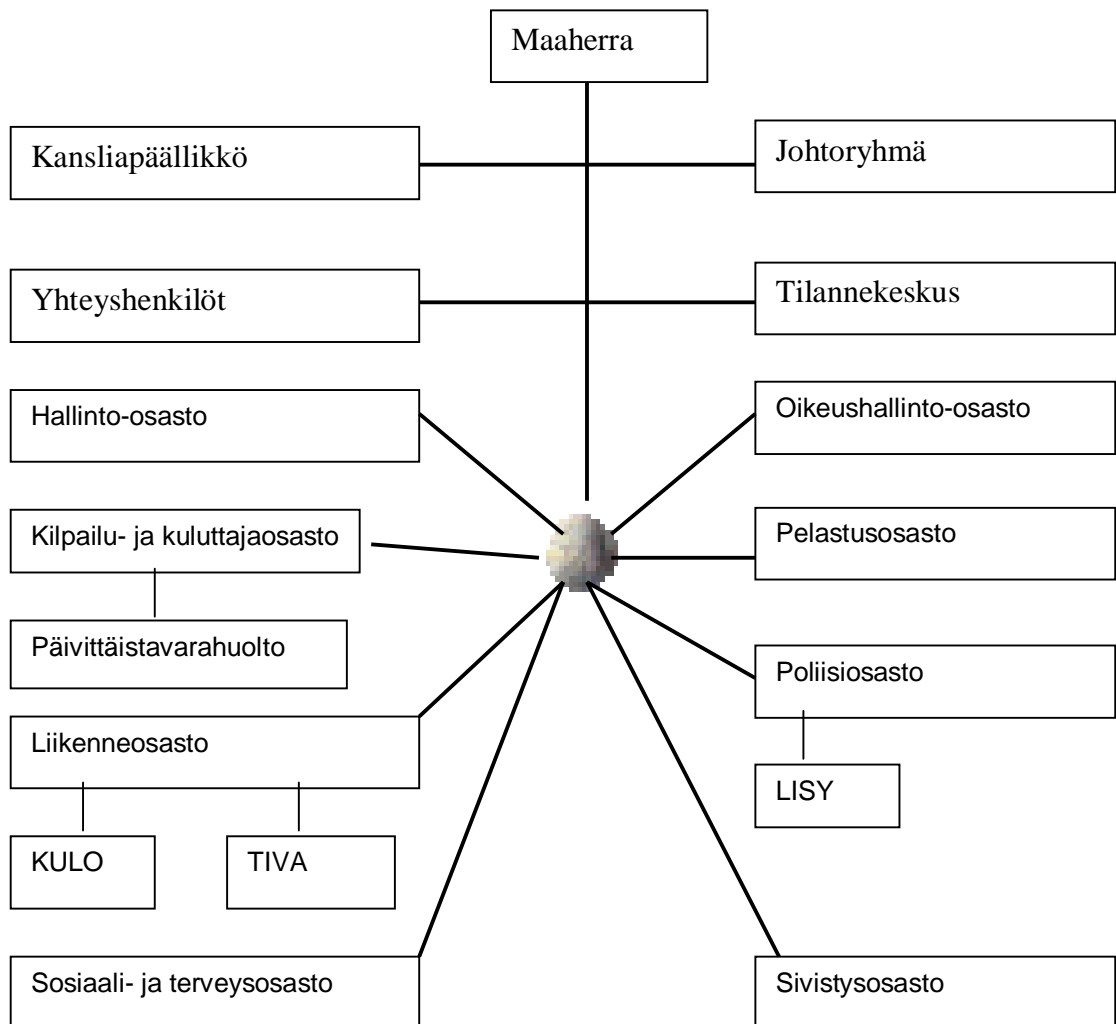 Maaherra
Kansliapäällikkö
Johtoryhmä
Yhteyshenkilöt
Tilannekeskus
Hallinto-osasto
Oikeushallinto-osasto
Kilpailu- ja kuluttajaosasto
Pelastusosasto
Päivittäistavarahuolto
Poliisiosasto
Liikenneosasto
LISY
KULO
TIVA
Sosiaali- ja terveysosasto
Sivistysosasto